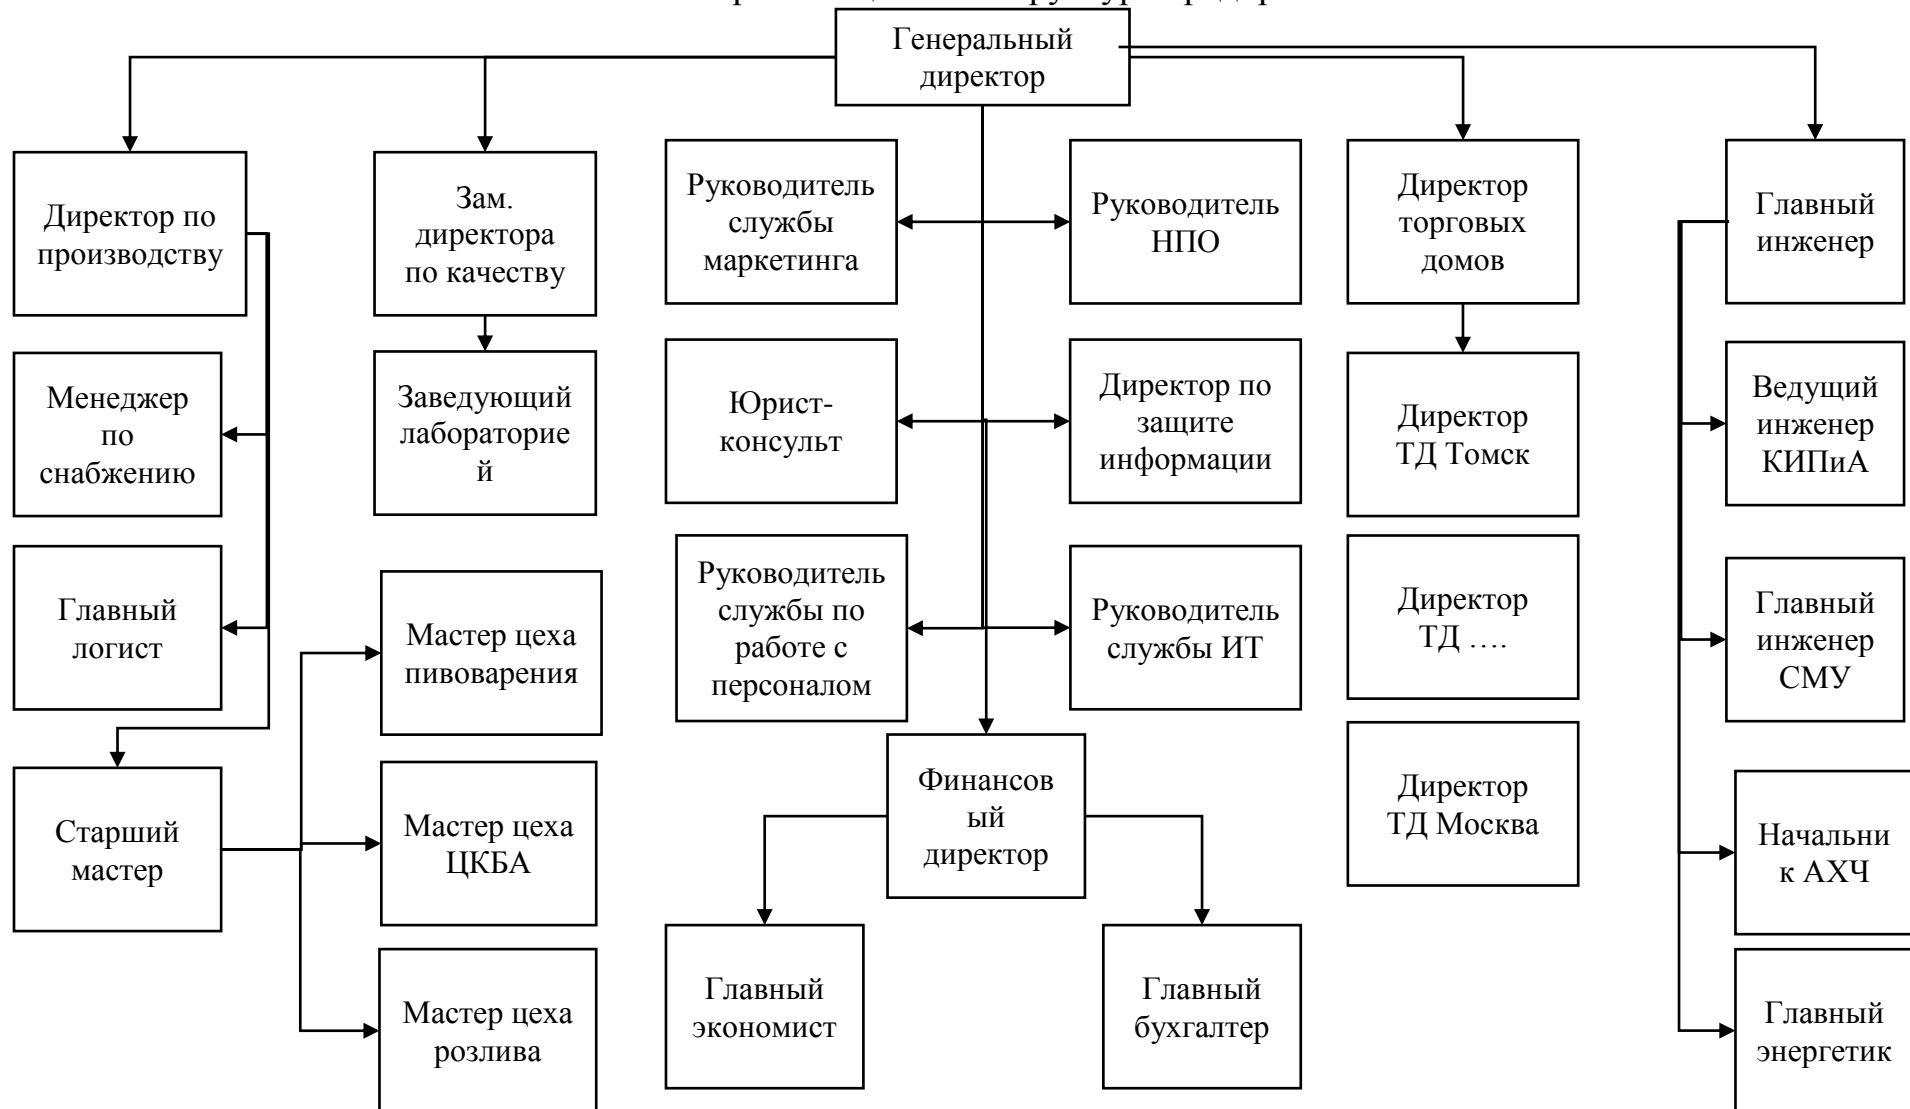 Генеральный
директор
Директор по
производству
Зам.
директора
по качеству
Руководитель
службы
маркетинга
Руководитель
НПО
Директор
торговых
домов
Главный
инженер
Менеджер
по
снабжению
Заведующий
лабораторие
й
Юрист-
консульт
Директор по
защите
информации
Директор
ТД Томск
Ведущий
инженер
КИПиА
Главный
логист
Мастер цеха
пивоварения
Руководитель
службы по
работе с
персоналом
Руководитель
службы ИТ
Директор
ТД ….
Главный
инженер
СМУ
Старший
мастер
Мастер цеха
ЦКБА
Финансов
ый
директор
Директор
ТД Москва
Начальни
к АХЧ
Мастер цеха
розлива
Главный
экономист
Главный
бухгалтер
Главный
энергетик